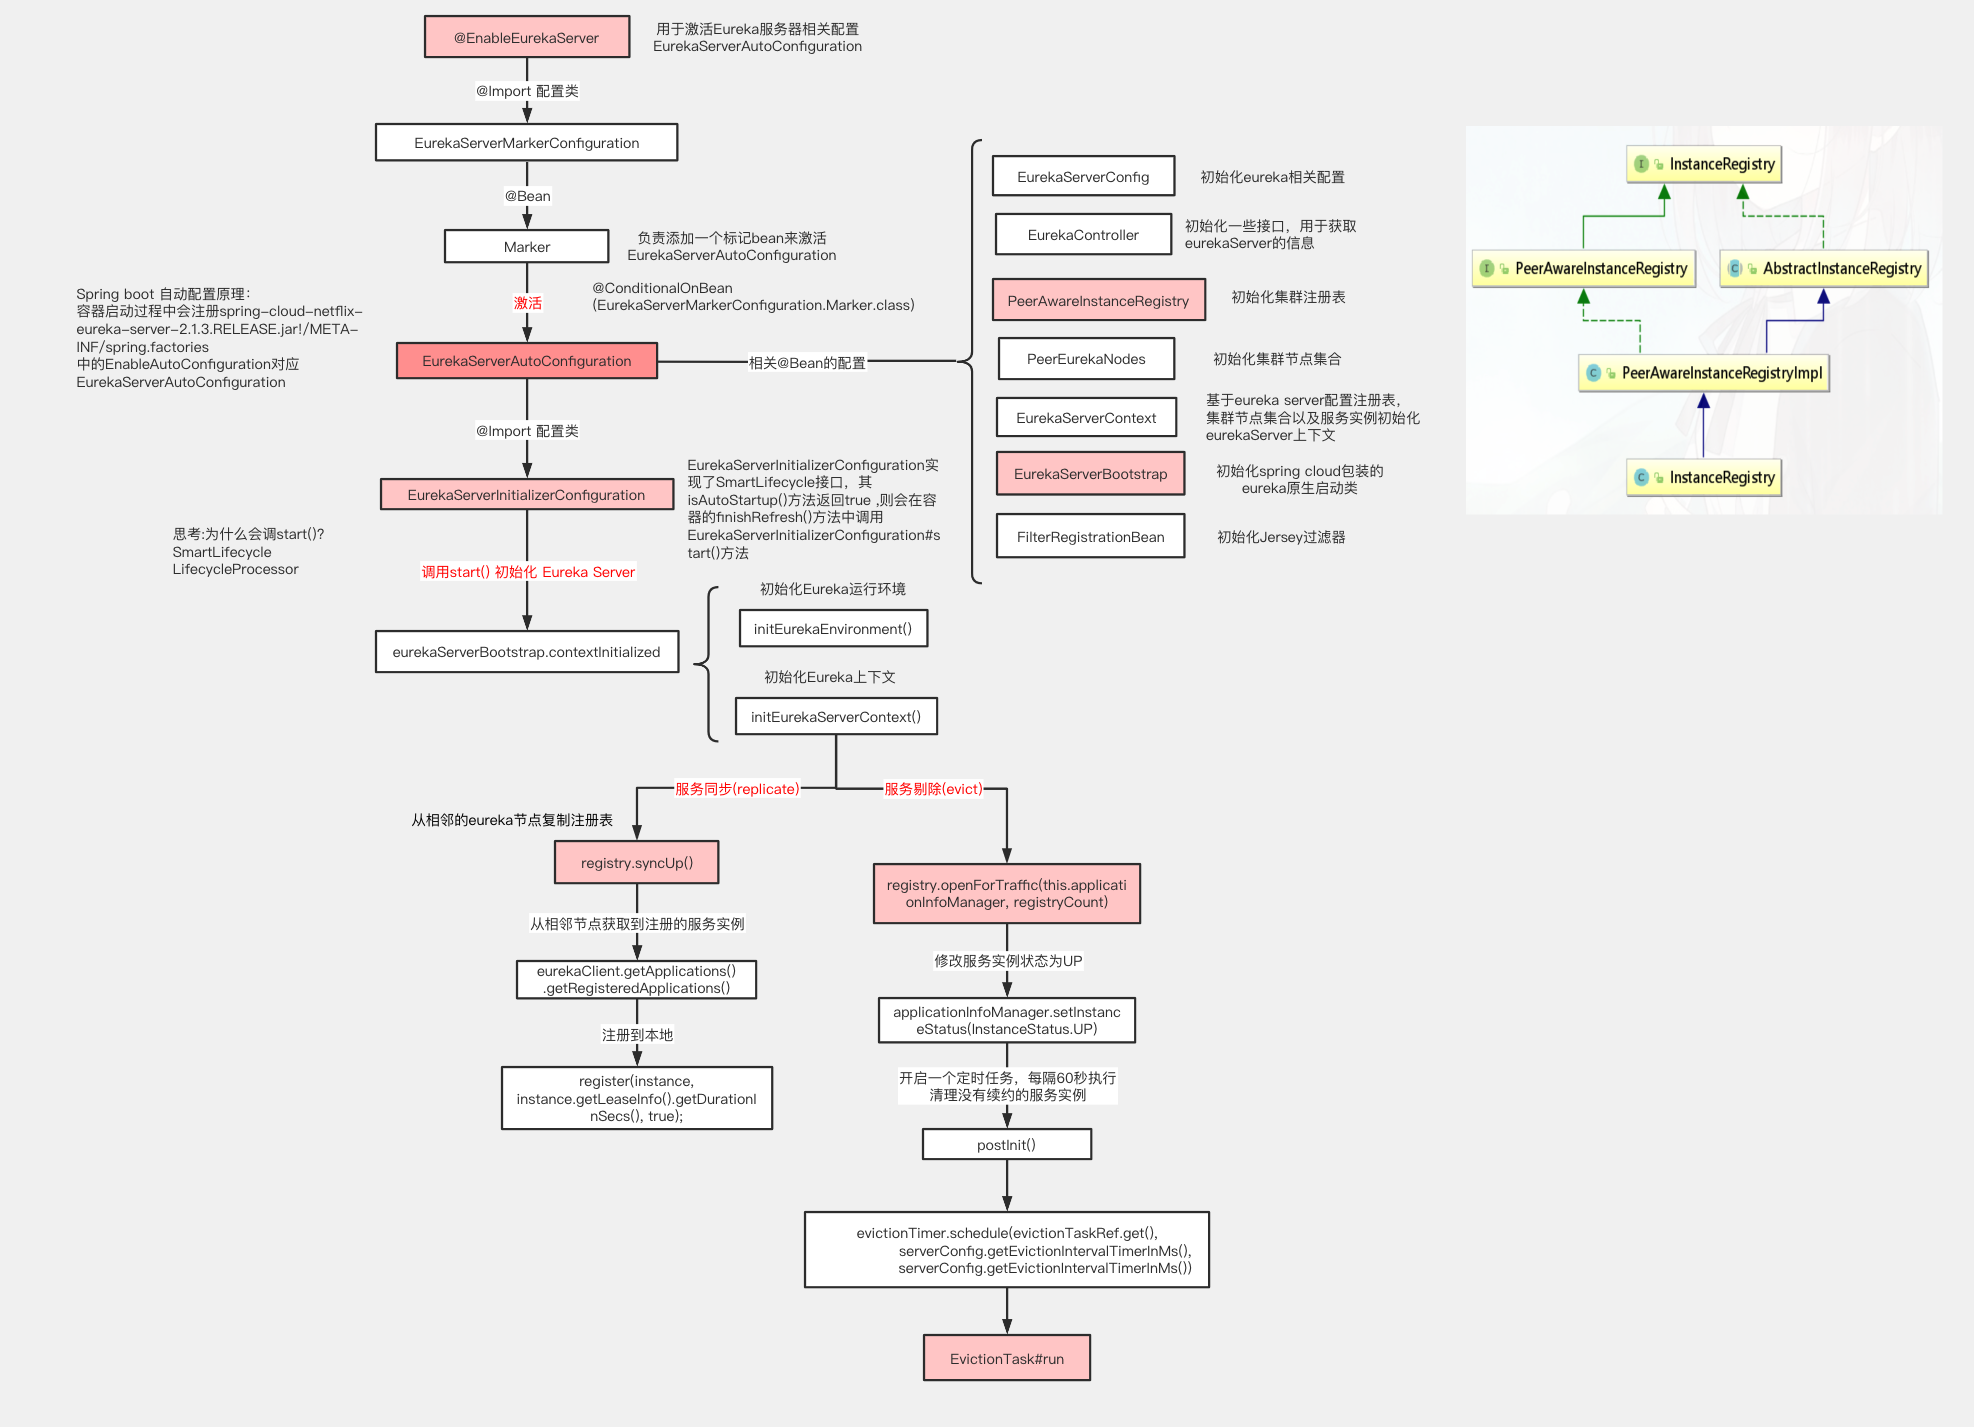 @EnableEurekaServer
用于激活Eureka服务器相关配置
EurekaServerAutoConfiguration
@Import 配置类
EurekaServerMarkerConfiguration
@Bean
Marker
负责添加一个标记bean来激活
EurekaServerAutoConfiguration
激活
@ConditionalOnBean
(EurekaServerMarkerConfiguration.Marker.class)
Spring boot 自动配置原理：
容器启动过程中会注册spring-cloud-netflix-
eureka-server-2.1.3.RELEASE.jar!/META-
INF/spring.factories
中的EnableAutoConfiguration对应
EurekaServerAutoConfiguration
EurekaServerAutoConfiguration
相关@Bean的配置
EurekaServerConfig
初始化eureka相关配置
EurekaController
初始化一些接口，用于获取
eurekaServer的信息
PeerAwareInstanceRegistry
初始化集群注册表
PeerEurekaNodes
初始化集群节点集合
EurekaServerContext
基于eureka server配置注册表，
集群节点集合以及服务实例初始化
eurekaServer上下文
EurekaServerBootstrap
初始化spring cloud包装的
eureka原生启动类
FilterRegistrationBean
初始化Jersey过滤器
InstanceRegistry
PeerAwareInstanceRegistry
AbstractInstanceRegistry
PeerAwareInstanceRegistryImpl
InstanceRegistry
@Import 配置类
EurekaServerInitializerConfiguration
EurekaServerInitializerConfiguration实
现了SmartLifecycle接口，其
isAutoStartup()方法返回true ,则会在容
器的finishRefresh()方法中调用
EurekaServerInitializerConfiguration#s
tart()方法
思考:为什么会调start()?
SmartLifecycle
LifecycleProcessor
调用start() 初始化 Eureka Server
eurekaServerBootstrap.contextInitialized
初始化Eureka运行环境
initEurekaEnvironment()
初始化Eureka上下文
initEurekaServerContext()
服务同步(replicate)
服务剔除(evict)
从相邻的eureka节点复制注册表
registry.syncUp()
从相邻节点获取到注册的服务实例
eurekaClient.getApplications()
.getRegisteredApplications()
注册到本地
register(instance,
instance.getLeaseInfo().getDurationI
nSecs(), true);
registry.openForTraffic(this.applicati
onInfoManager, registryCount)
修改服务实例状态为UP
applicationInfoManager.setInstanc
eStatus(InstanceStatus.UP)
开启一个定时任务，每隔60秒执行
清理没有续约的服务实例
postInit()
evictionTimer.schedule(evictionTaskRef.get(),
serverConfig.getEvictionIntervalTimerInMs(),
serverConfig.getEvictionIntervalTimerInMs())
EvictionTask#run